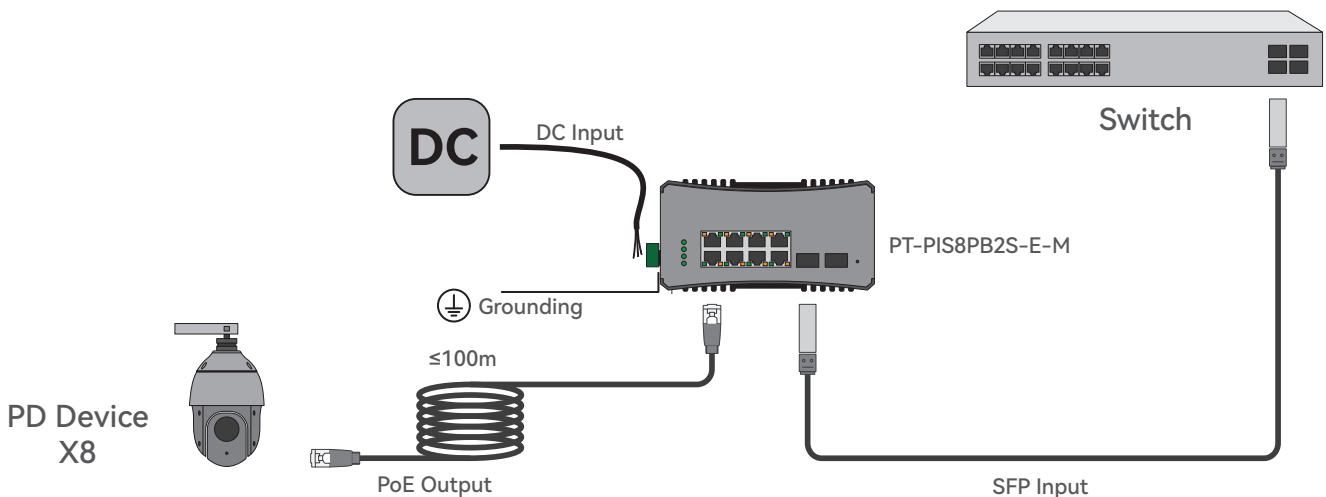 Switch
DC
DC Input
PT-PIS8PB2S-E-M
Grounding
≤100m
PD Device
X8
PoE Output
SFP Input